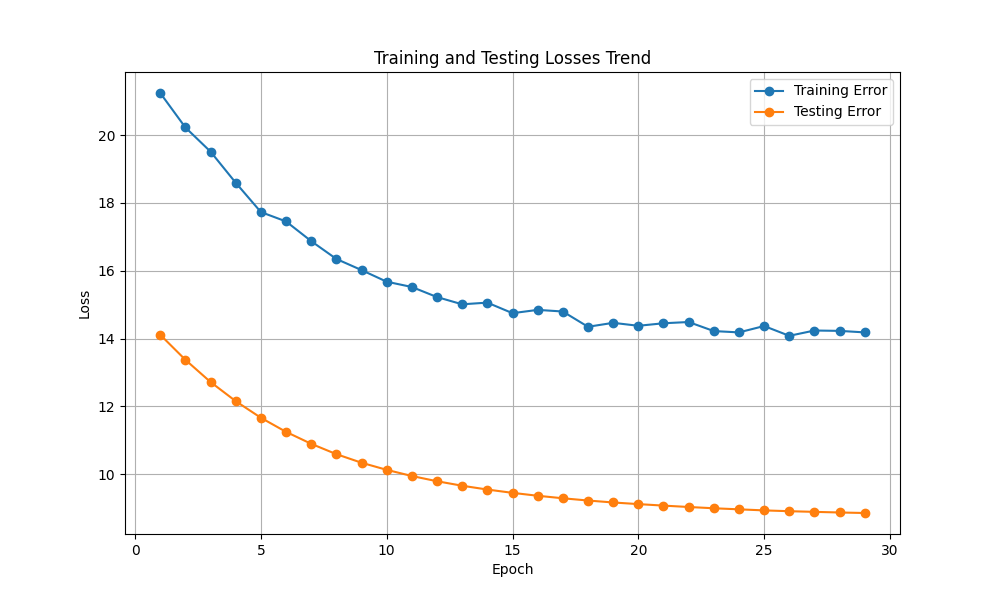 Training and Testing Losses Trend
Training Error
Testing Error
Loss
20
18
16
14
12
10
0 5 10 15 20 25 30
Epoch